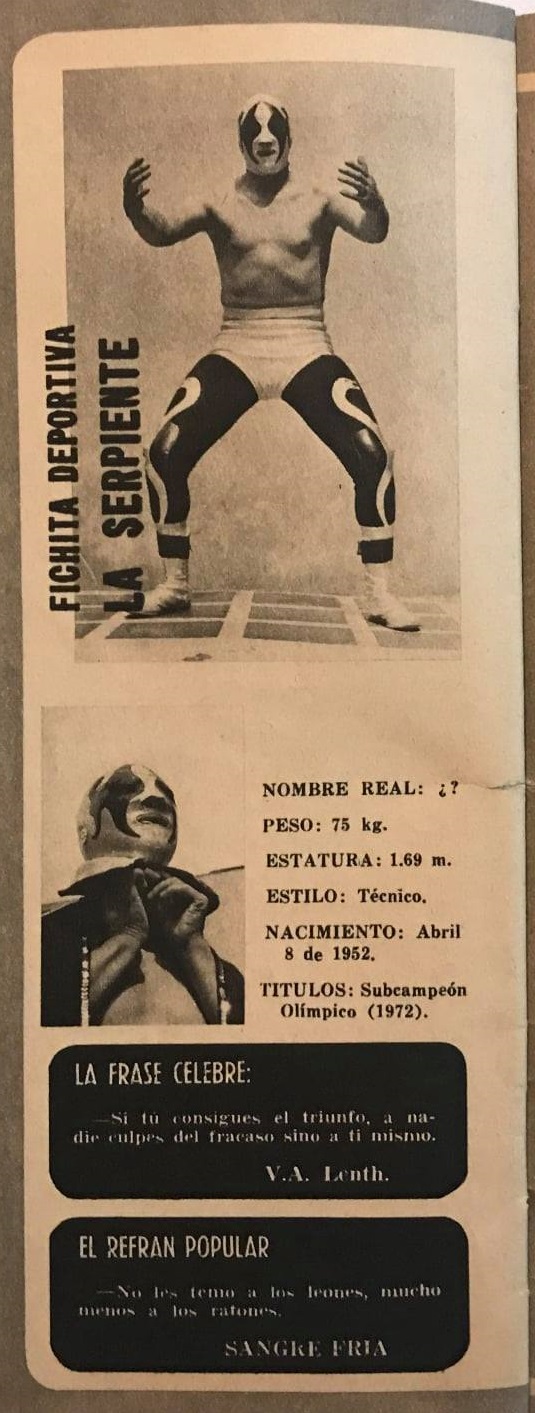 FICHITA DEPORTIVA
LA SERPIENTE
NOMBRE REAL: ¿?
PESO: 75 kg.
ESTATURA: 1.69 m.
ESTILO: Técnico.
NACIMIENTO: Abril
8 de 1952.
TITULOS: Subcampeón
Olímpico (1972).
LA FRASE CELEBRE:
—Si tú consigues el triunfo, a na-
die culpes del fracaso sino a ti mismo.
V.A. Lenth.
EL REFRAN POPULAR
—No les temo a los leones, mucho
menos a los ratones.
SANGRE FRIA